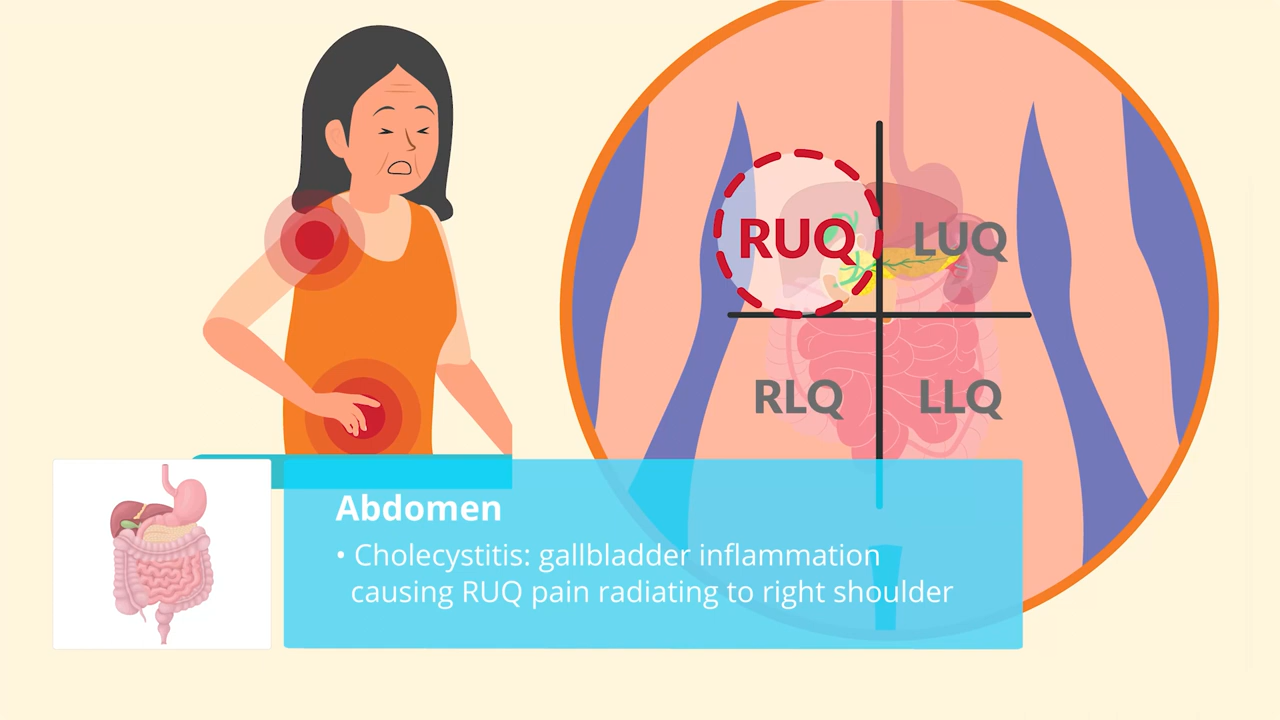 RUQ
LUQ
RLQ
LLQ
Abdomen
• Cholecystitis: gallbladder inflammation
causing RUQ pain radiating to right shoulder